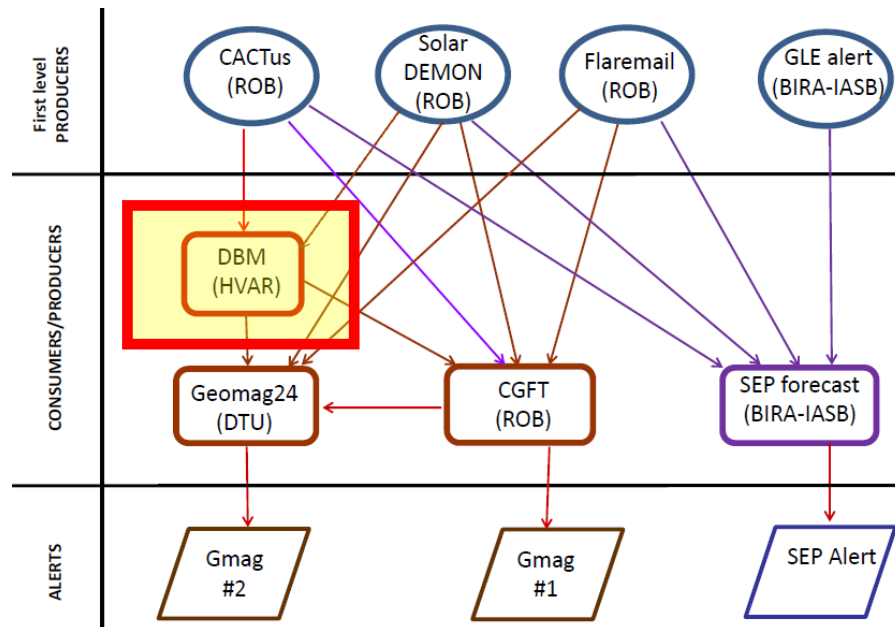 First level
PRODUCERS
CACTus
(ROB)
Solar
DEMON
(ROB)
Flaremail
(ROB)
GLE alert
(BIRA-IASB)
CONSUMERS/PRODUCERS
DBM
(HVAR)
Geomag24
(DTU)
CGFT
(ROB)
SEP forecast
(BIRA-IASB)
ALERTS
Gmag
#2
Gmag
#1
SEP Alert